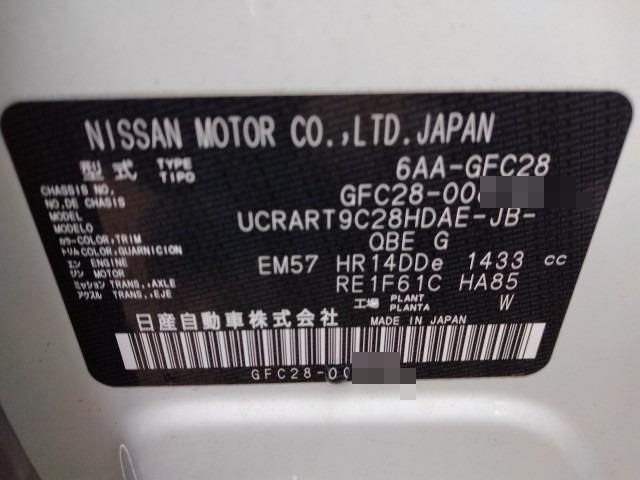 NISSAN MOTOR CO.,LTD.JAPAN
型式 TYPE TIPO 6AA-GFC28
CHASSIS NO. NO,DE CHASIS GFC28-00
MODEL MODELO UCRART9C28HDAE-JB-
カラー COLOR, TRIM トリム COLOR, GUARNICION QBE G
エン ENGINE ジン MOTOR EM57 HR14DDe 1433 cc
ミッション TRANS.,AXLE アクスル TRANS.,EJE RE1F61C HA85
工場 PLANT PLANTA W
日産自動車株式会社 MADE IN JAPAN
GFC28-00